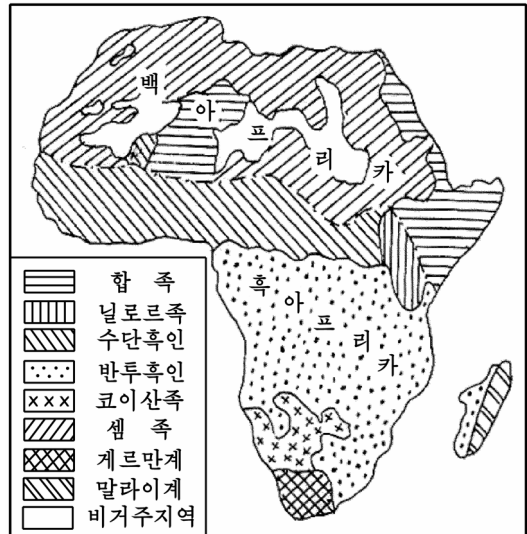 백 아 프 리 카
흑 아 프 리 카
합 족
닐로르족
수단흑인
반투흑인
코이산족
셈 족
게르만계
말라이계
비거주지역